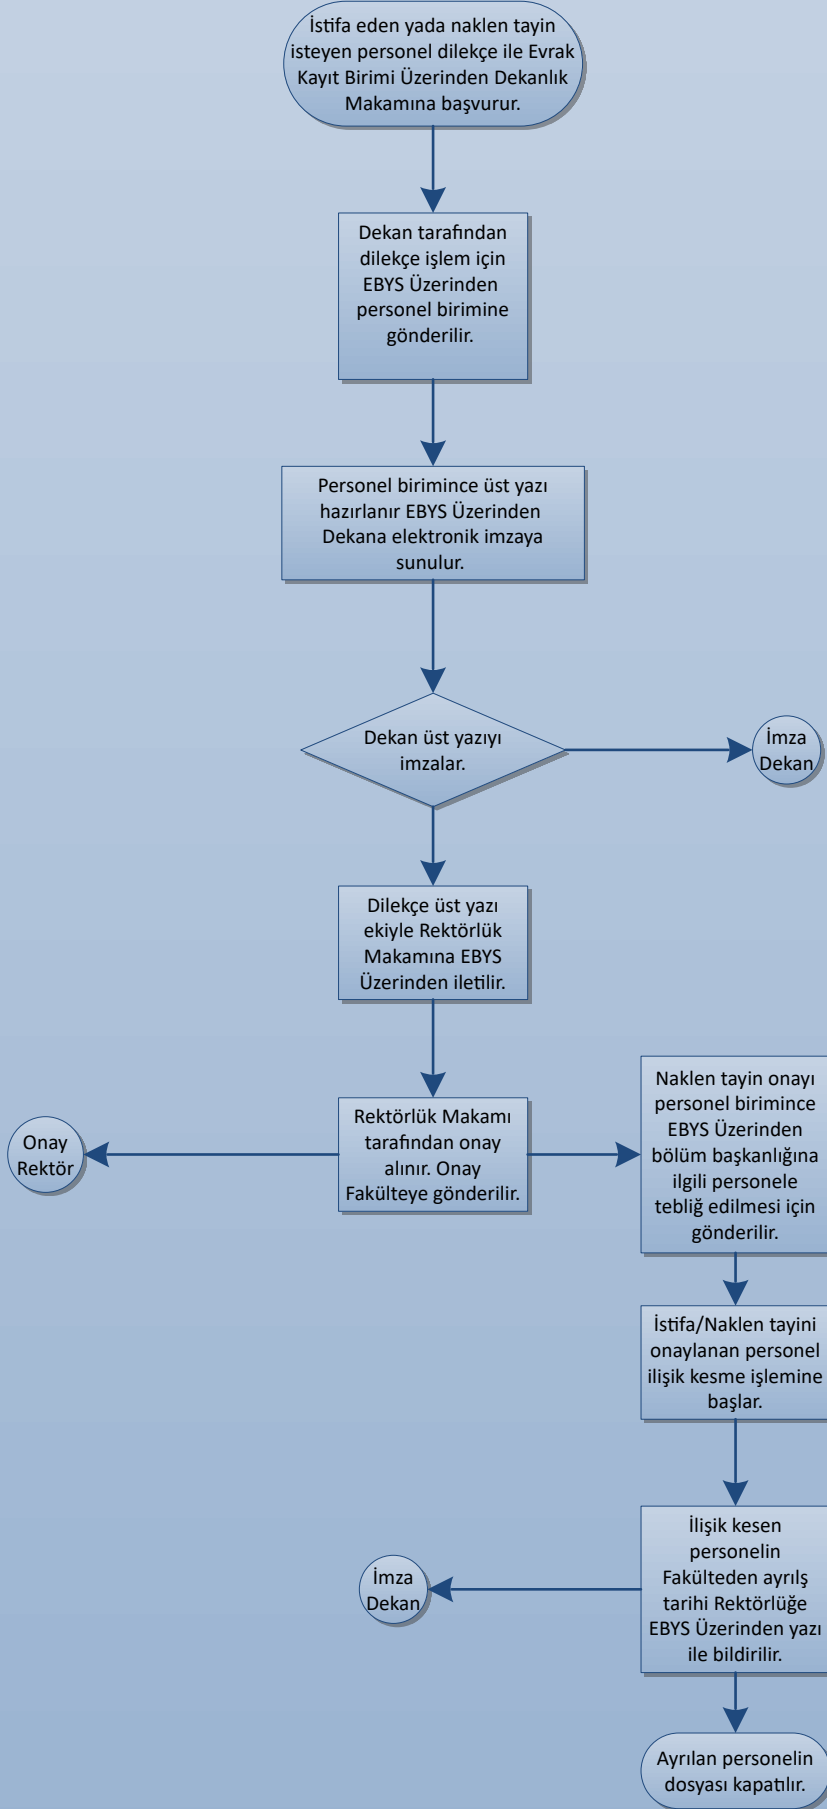 İstifa eden yada naklen tayin
isteyen personel dilekçe ile Evrak
Kayıt Birimi Üzerinden Dekanlık
Makamına başvurur.
Dekan tarafından
dilekçe işlem için
EBYS Üzerinden
personel birimine
gönderilir.
Personel birimince üst yazı
hazırlanır EBYS Üzerinden
Dekana elektronik imzaya
sunulur.
Dekan üst yazıyı
imzalar.
İmza
Dekan
Dilekçe üst yazı
ekiyle Rektörlük
Makamına EBYS
Üzerinden iletilir.
Onay
Rektör
Rektörlük Makamı
tarafından onay
alınır. Onay
Fakülteye gönderilir.
Naklen tayin onayı
personel birimince
EBYS Üzerinden
bölüm başkanlığına
ilgili personele
tebliğ edilmesi için
gönderilir.
İstifa/Naklen tayini
onaylanan personel
ilişik kesme işlemine
başlar.
İlişik kesen
personelin
Fakülteden ayrılş
tarihi Rektörlüğe
EBYS Üzerinden yazı
ile bildirilir.
İmza
Dekan
Ayrılan personelin
dosyası kapatılır.